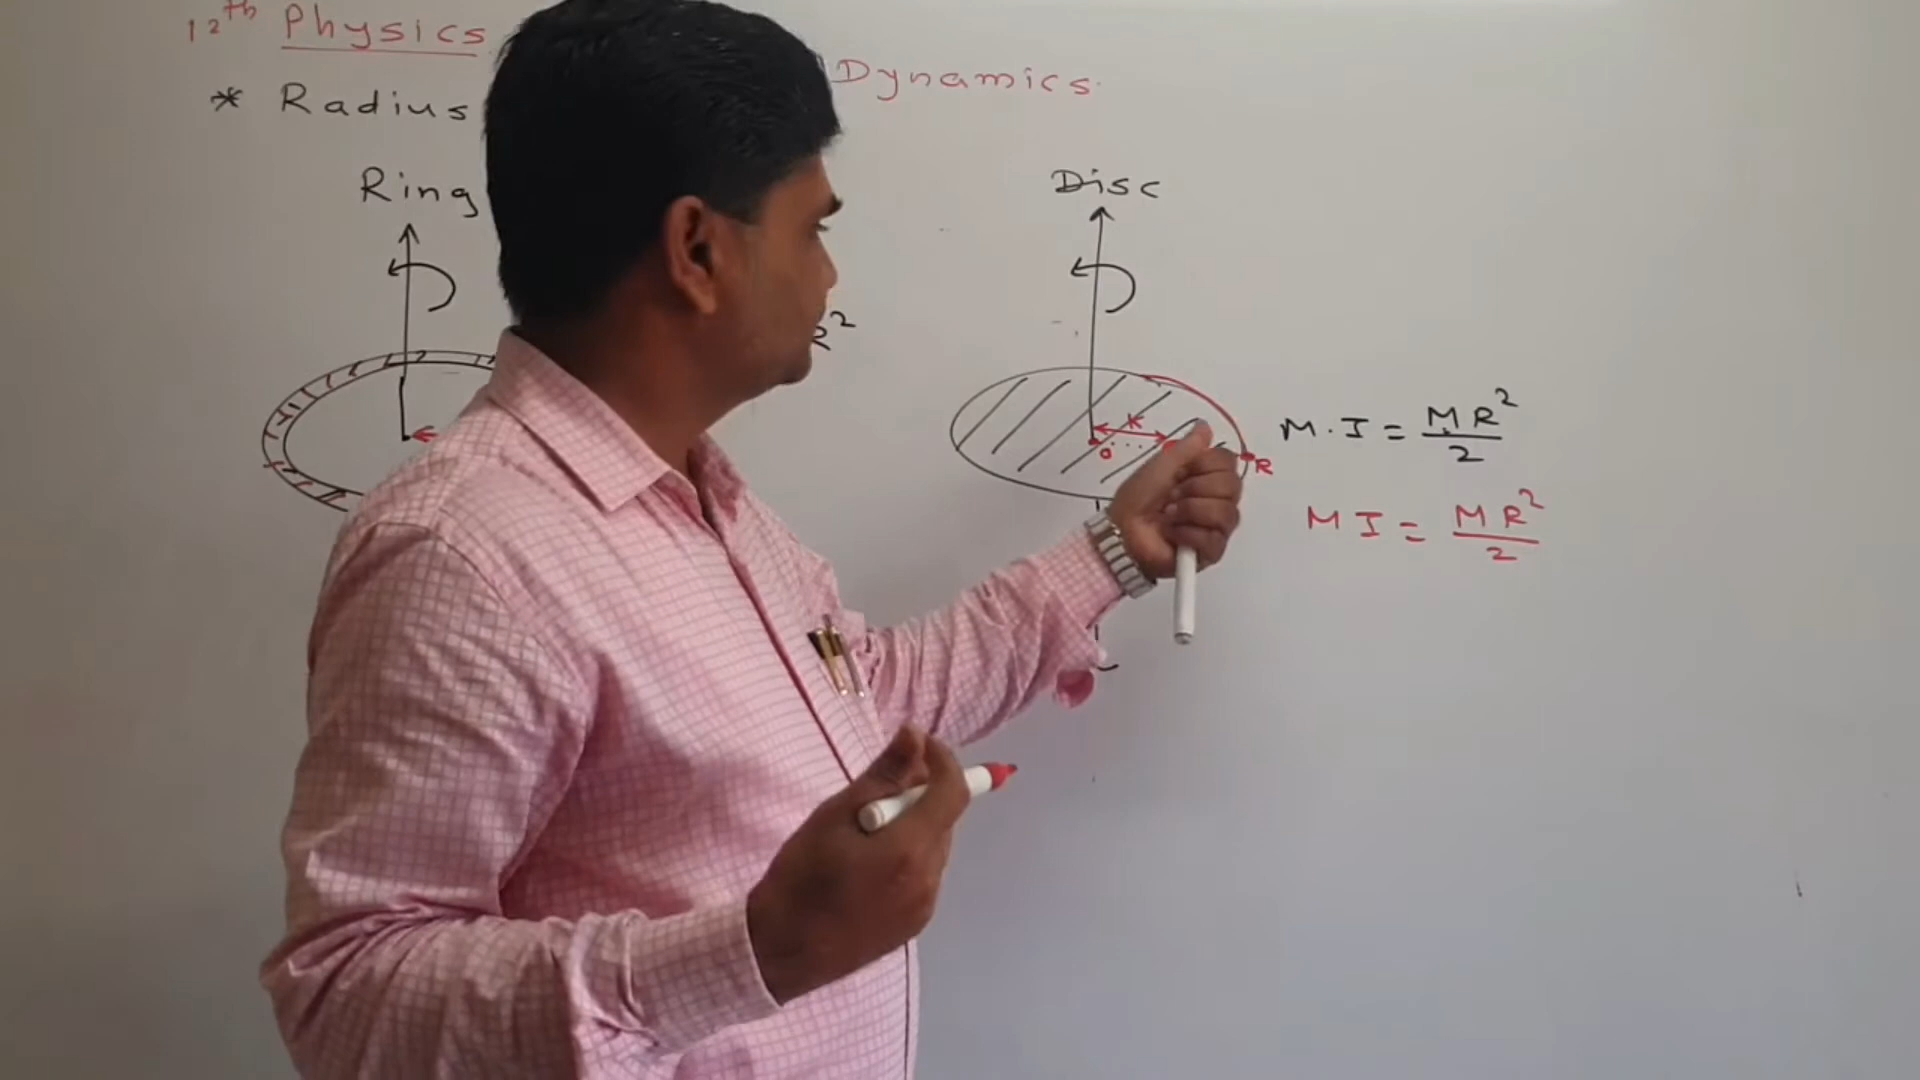 12th Physics
Dynamics.
* Radius
Ring
Disc
R²
K
O
R
M.I = MR²/2
MI = MR²/2